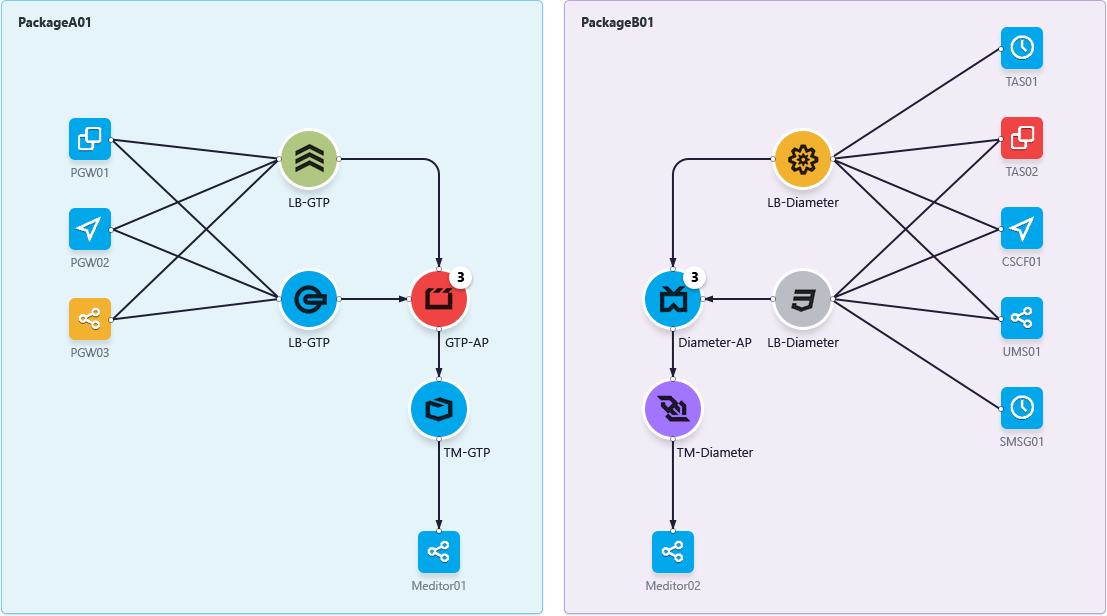 PackageA01
PGW01
PGW02
PGW03
LB-GTP
LB-GTP
3
GTP-AP
TM-GTP
Meditor01
PackageB01
TAS01
TAS02
CSCF01
UMS01
SMSG01
LB-Diameter
LB-Diameter
3
Diameter-AP
TM-Diameter
Meditor02